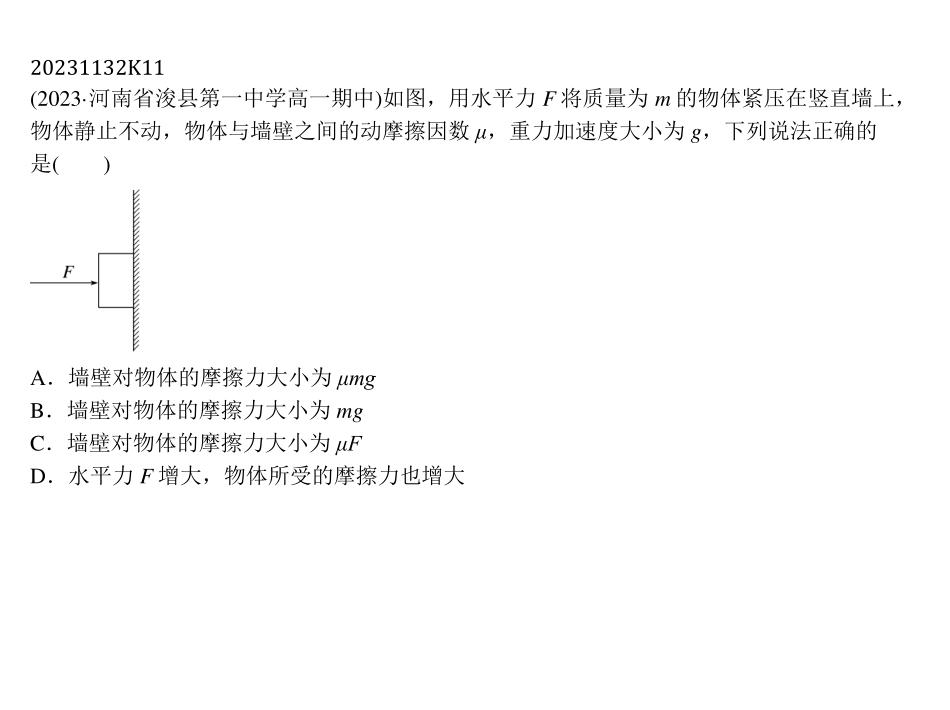 20231132K11
(2023·河南省浚县第一中学高一期中)如图，用水平力 F 将质量为 m 的物体紧压在竖直墙上，
物体静止不动，物体与墙壁之间的动摩擦因数 μ，重力加速度大小为 g，下列说法正确的
是(　　)
F
A．墙壁对物体的摩擦力大小为 μmg
B．墙壁对物体的摩擦力大小为 mg
C．墙壁对物体的摩擦力大小为 μF
D．水平力 F 增大，物体所受的摩擦力也增大